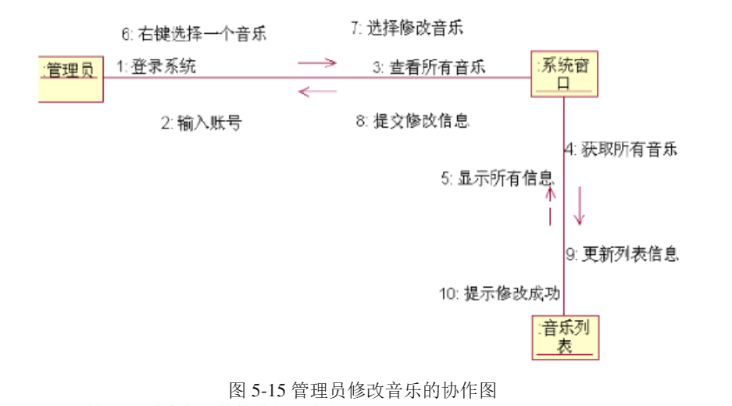 6: 右键选择一个音乐
7: 选择修改音乐
:管理员
1:登录系统
3: 查看所有音乐
:系统窗
口
2: 输入账号
8: 提交修改信息
4: 获取所有音乐
5: 显示所有信息
9: 更新列表信息
10: 提示修改成功
:音乐列
表
图 5-15 管理员修改音乐的协作图